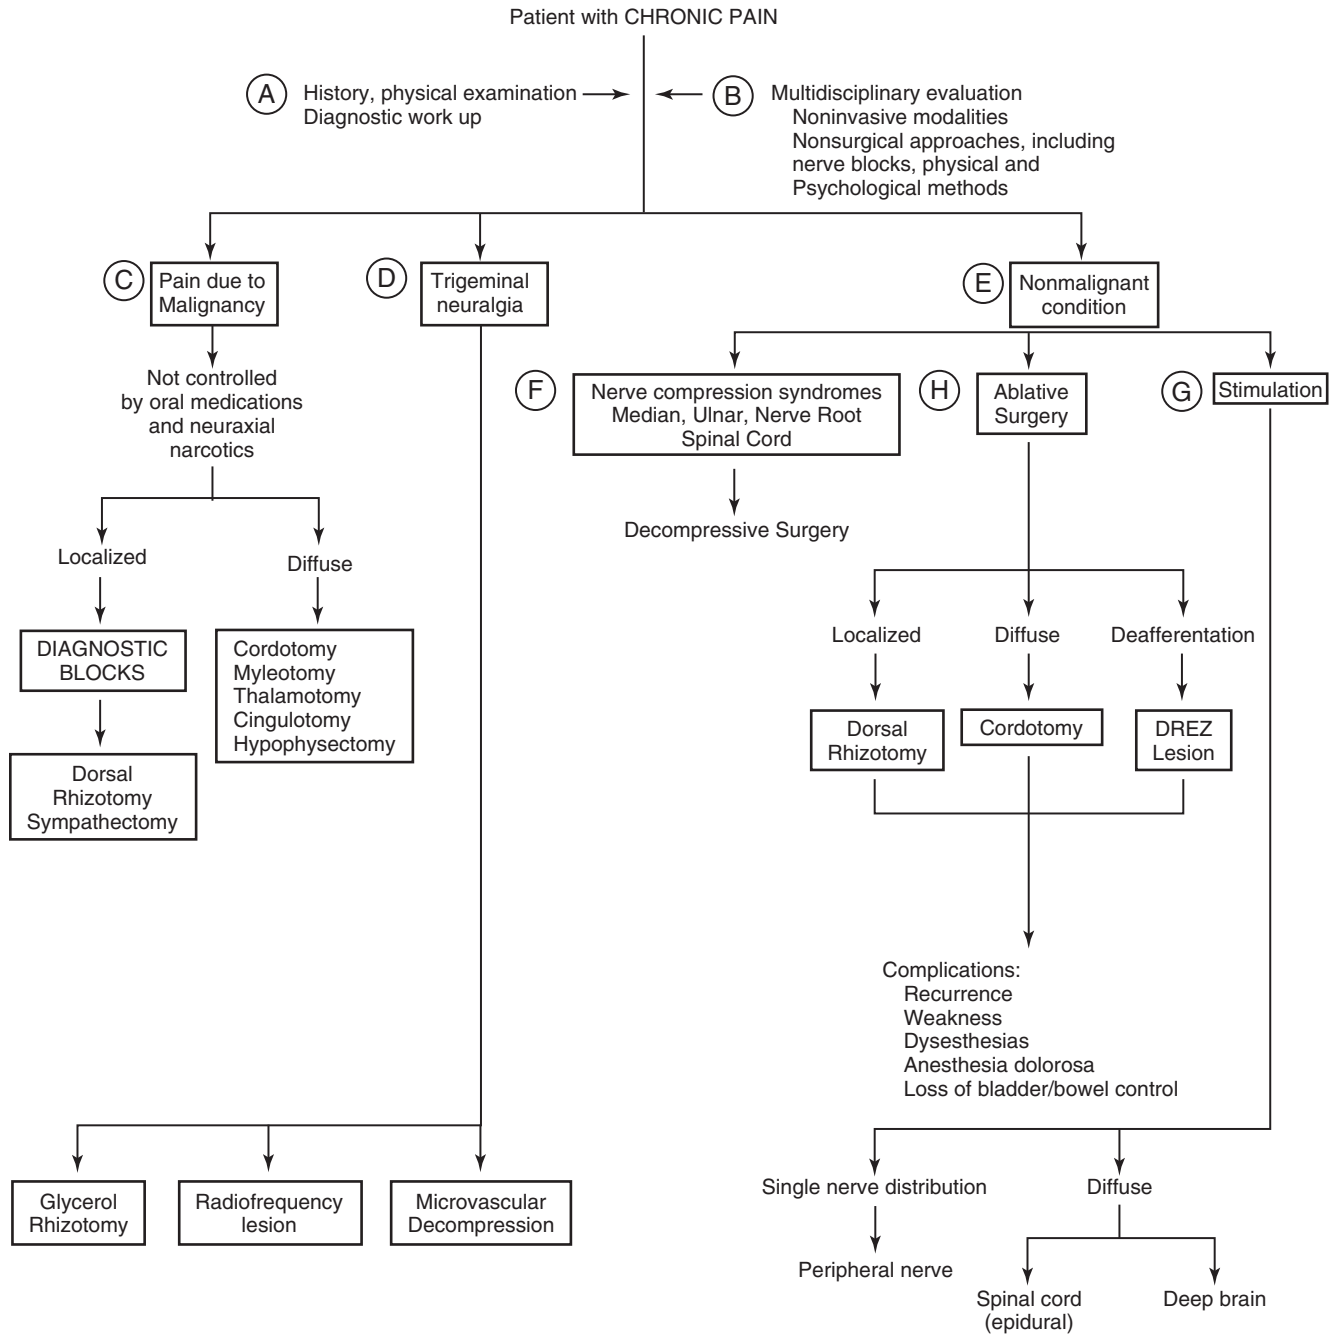 Patient with CHRONIC PAIN
A
History, physical examination
Diagnostic work up
B
Multidisciplinary evaluation
Noninvasive modalities
Nonsurgical approaches, including
nerve blocks, physical and
Psychological methods
C
Pain due to
Malignancy
D
Trigeminal
neuralgia
E
Nonmalignant
condition
Not controlled
by oral medications
and neuraxial
narcotics
F
Nerve compression syndromes
Median, Ulnar, Nerve Root
Spinal Cord
H
Ablative
Surgery
G
Stimulation
Decompressive Surgery
Localized
Diffuse
DIAGNOSTIC
BLOCKS
Cordotomy
Myleotomy
Thalamotomy
Cingulotomy
Hypophysectomy
Dorsal
Rhizotomy
Sympathectomy
Localized
Diffuse
Deafferentation
Dorsal
Rhizotomy
Cordotomy
DREZ
Lesion
Complications:
Recurrence
Weakness
Dysesthesias
Anesthesia dolorosa
Loss of bladder/bowel control
Glycerol
Rhizotomy
Radiofrequency
lesion
Microvascular
Decompression
Single nerve distribution
Diffuse
Peripheral nerve
Spinal cord
(epidural)
Deep brain